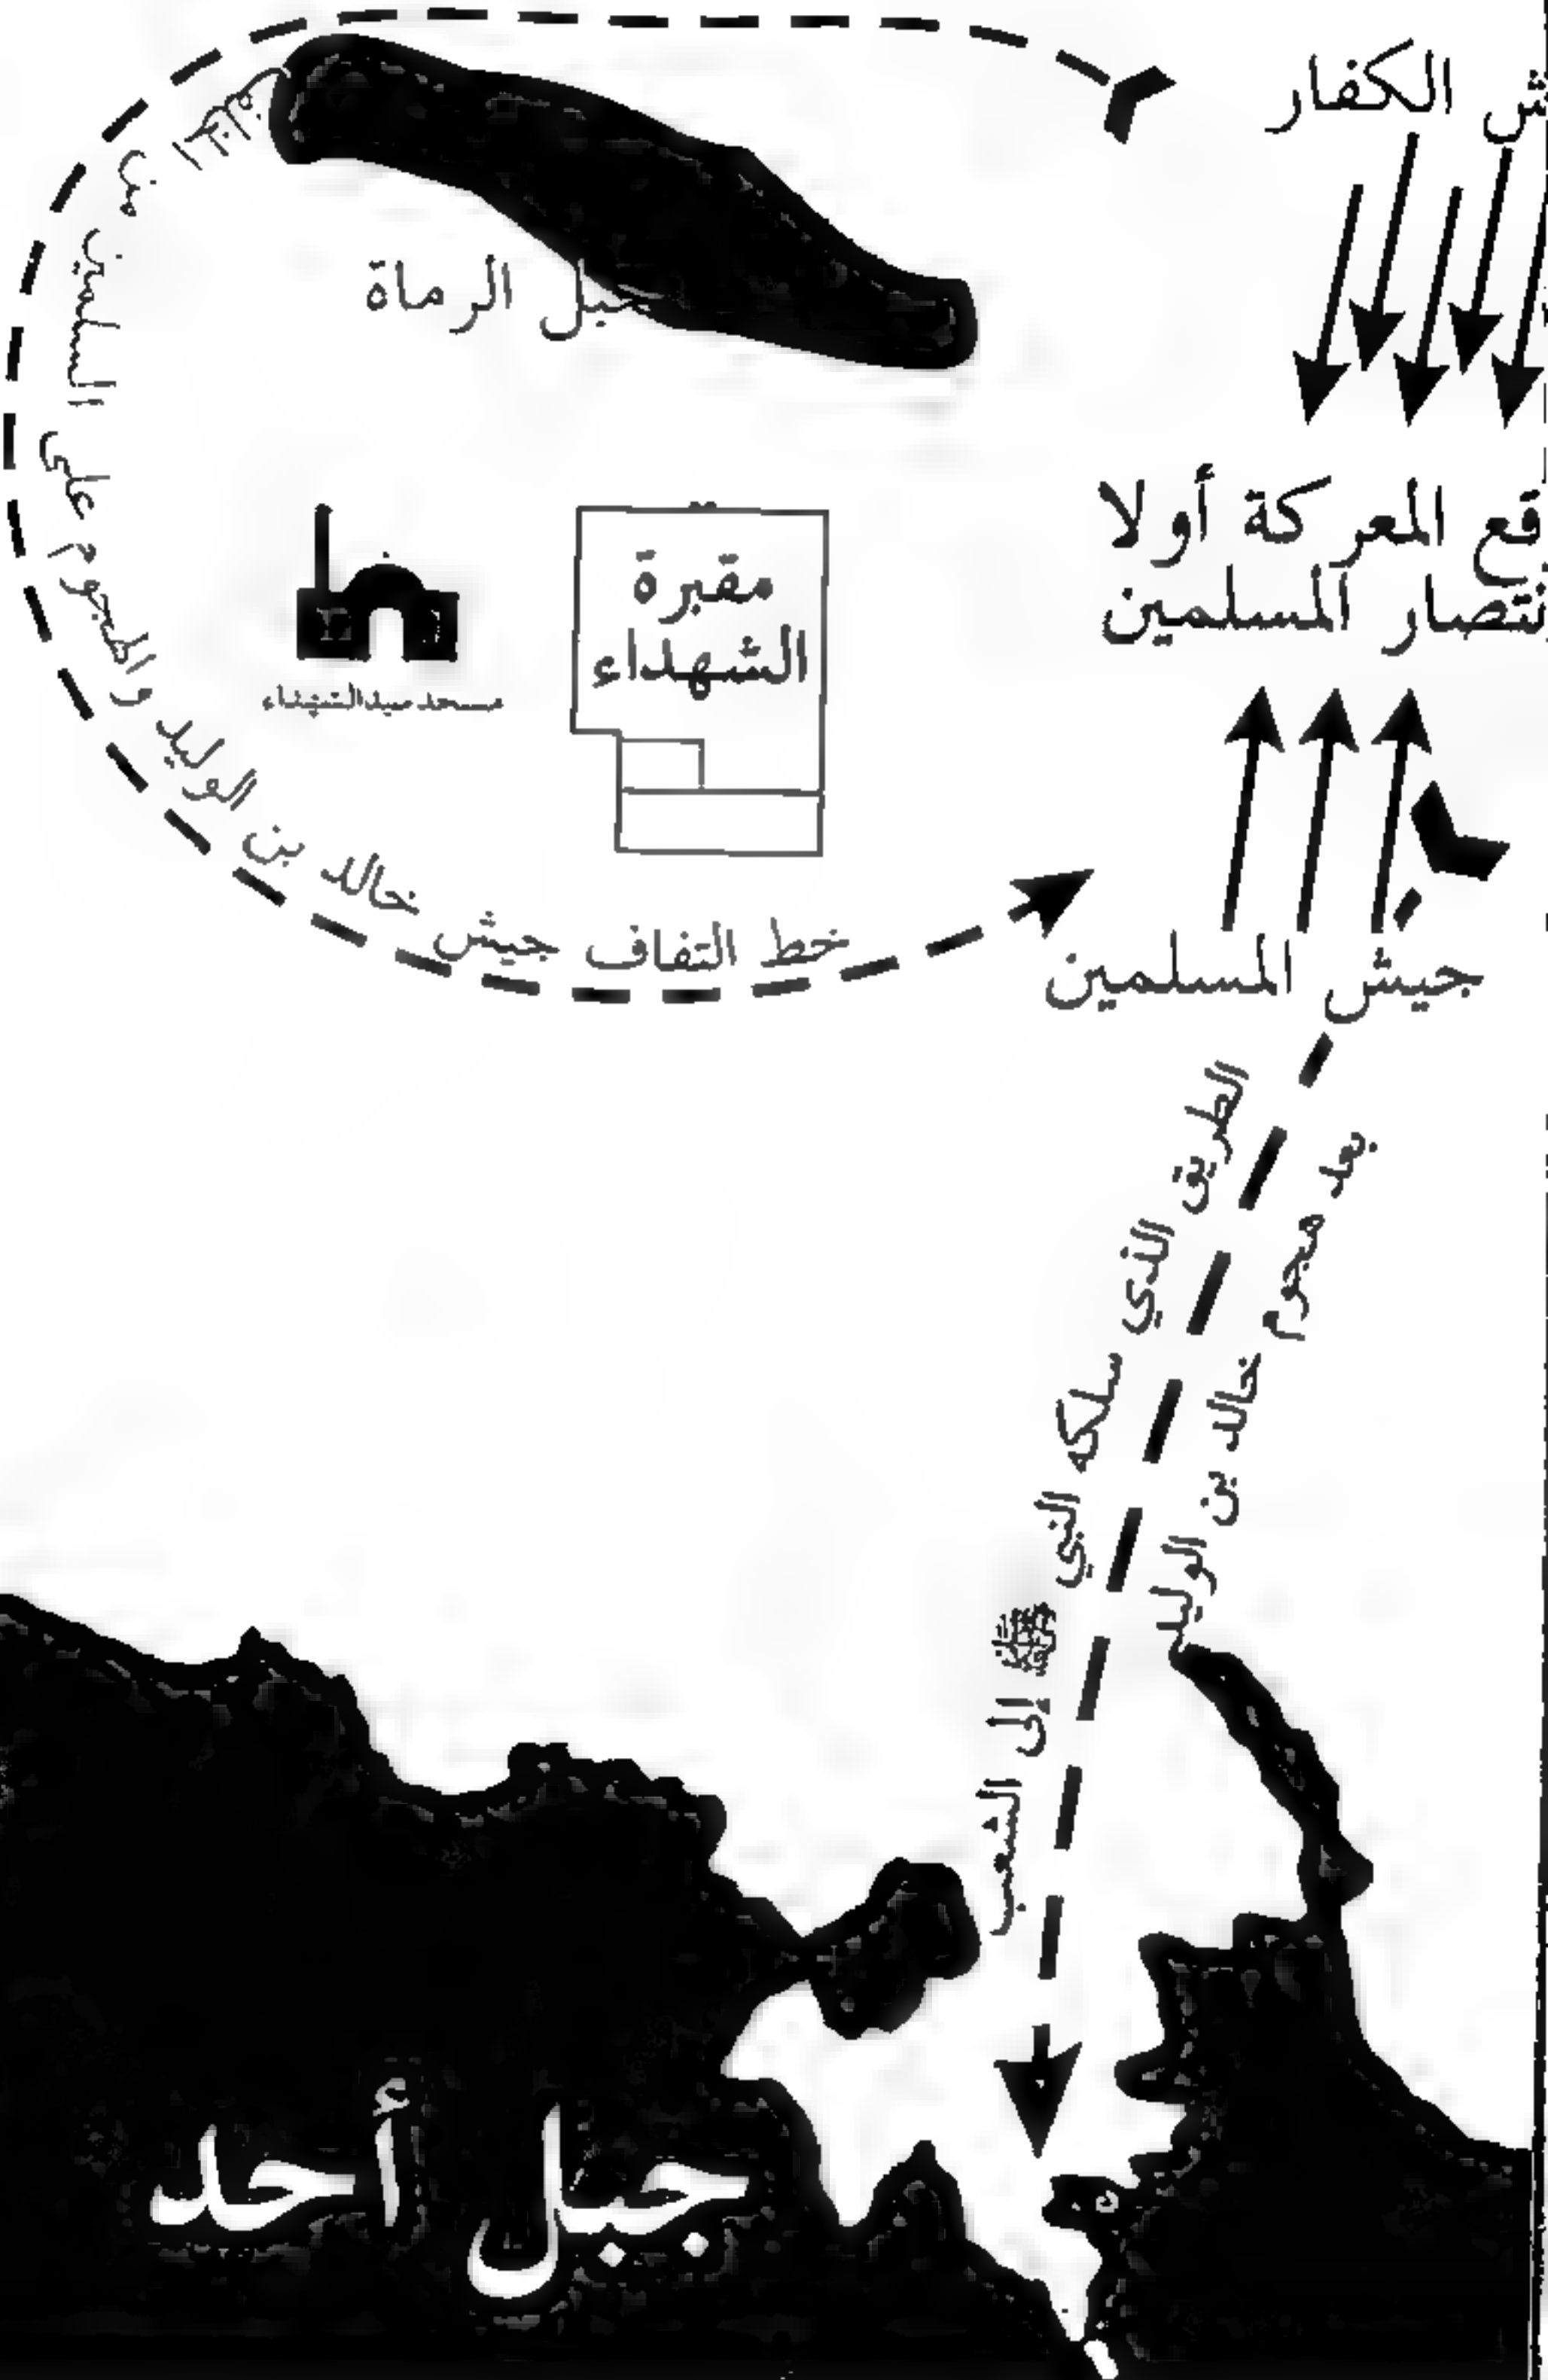 ش الكفار
جبل الرماة
قع المعركة أولا
نتصار المسلمين
مقبرة
الشهداء
مسجد سيد الشهداء
جيش المسلمين
خط التفاف جيش خالد بن الوليد والهجوم على المسلمين من
الطريق الذي سلكه النبي ﷺ إلى الشعب
بعد هجوم خالد بن الوليد
جبل أحد